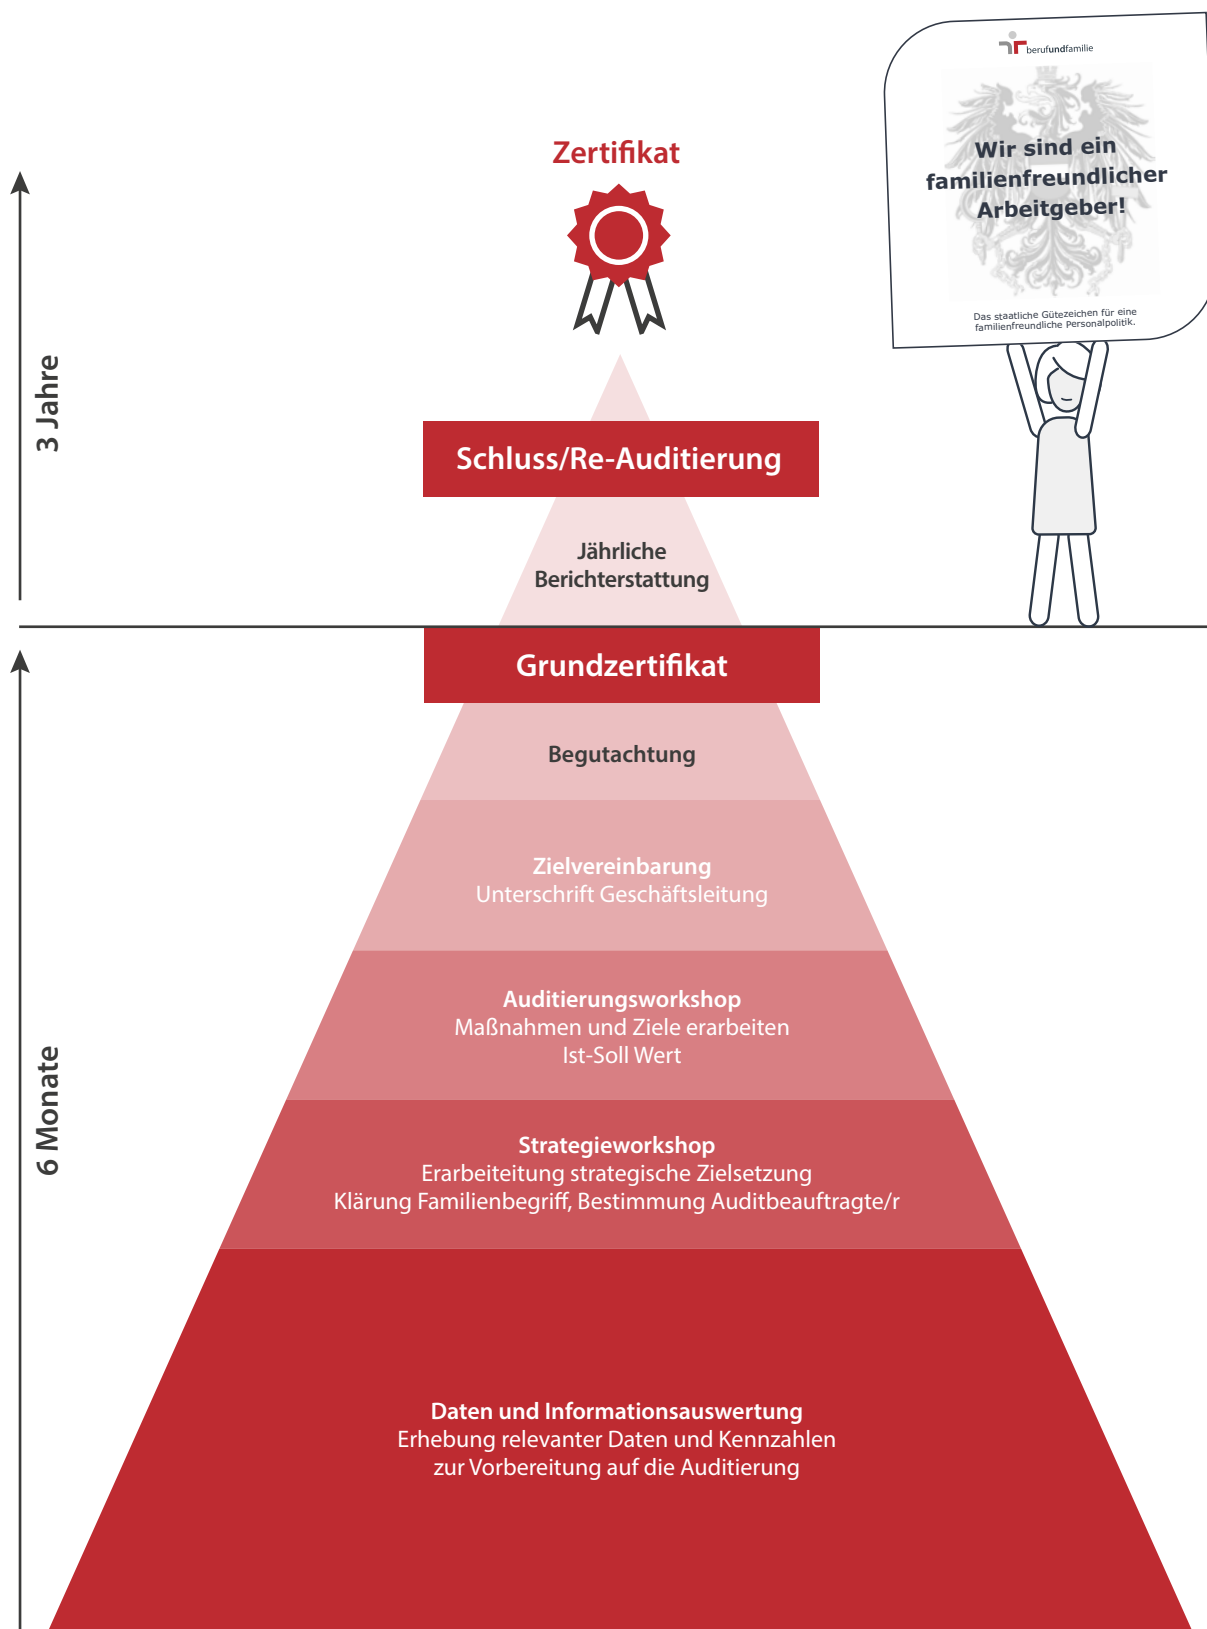 berufundfamilie
Wir sind ein
familienfreundlicher
Arbeitgeber!
Das staatliche Gütezeichen für eine
familienfreundliche Personalpolitik.
Zertifikat
3 Jahre
Schluss/Re-Auditierung
Jährliche
Berichterstattung
Grundzertifikat
Begutachtung
Zielvereinbarung
Unterschrift Geschäftsleitung
Auditierungsworkshop
Maßnahmen und Ziele erarbeiten
Ist-Soll Wert
6 Monate
Strategieworkshop
Erarbeiteitung strategische Zielsetzung
Klärung Familienbegriff, Bestimmung Auditbeauftragte/r
Daten und Informationsauswertung
Erhebung relevanter Daten und Kennzahlen
zur Vorbereitung auf die Auditierung